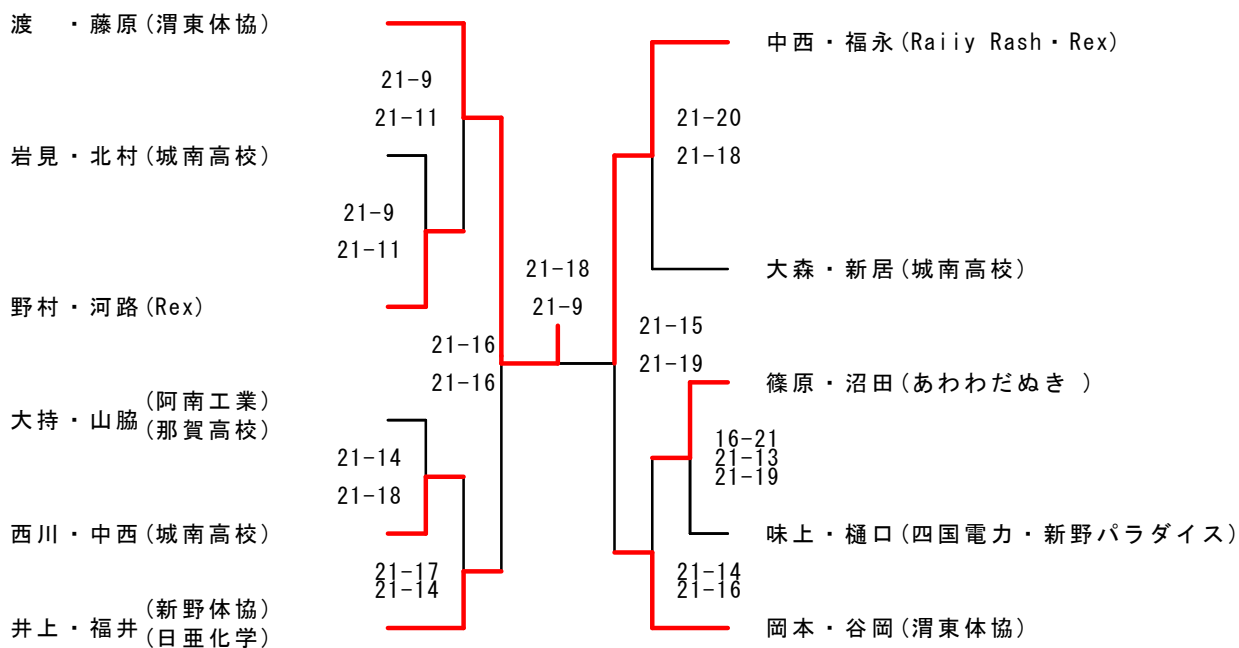 渡　・藤原(渭東体協)
21-9
21-11
岩見・北村(城南高校)
21-9
21-11
野村・河路(Rex)
21-16
21-16
大持・山脇(阿南工業)
(那賀高校)
21-14
21-18
西川・中西(城南高校)
21-17
21-14
井上・福井(新野体協)
(日亜化学)
21-18
21-9
中西・福永(Raiiy Rash・Rex)
21-20
21-18
大森・新居(城南高校)
21-15
21-19
篠原・沼田(あわわだぬき )
16-21
21-13
21-19
味上・樋口(四国電力・新野パラダイス)
21-14
21-16
岡本・谷岡(渭東体協)